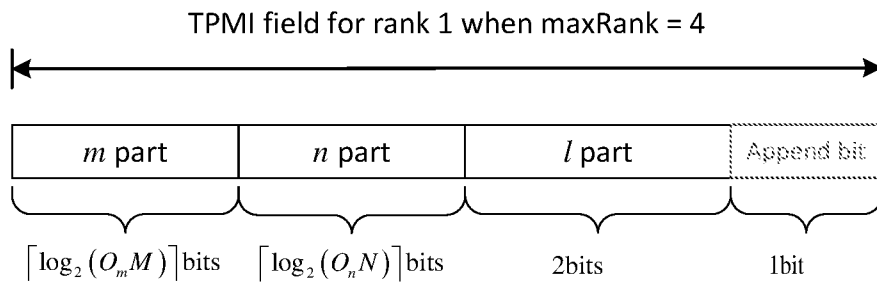 TPMI field for rank 1 when maxRank = 4
m part n part l part Append bit
⌈log₂(OₘM)⌉bits ⌈log₂(OₙN)⌉bits 2bits 1bit